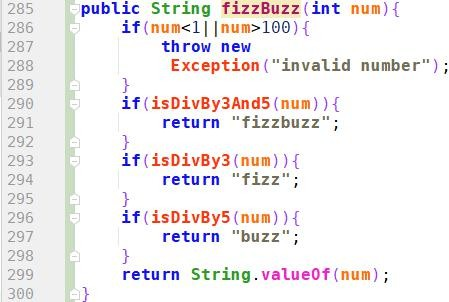 285 public String fizzBuzz(int num){
286     if(num<1||num>100){
287         throw new
288          Exception("invalid number");
289     }
290     if(isDivBy3And5(num)){
291         return "fizzbuzz";
292     }
293     if(isDivBy3(num)){
294         return "fizz";
295     }
296     if(isDivBy5(num)){
297         return "buzz";
298     }
299     return String.valueOf(num);
300 }